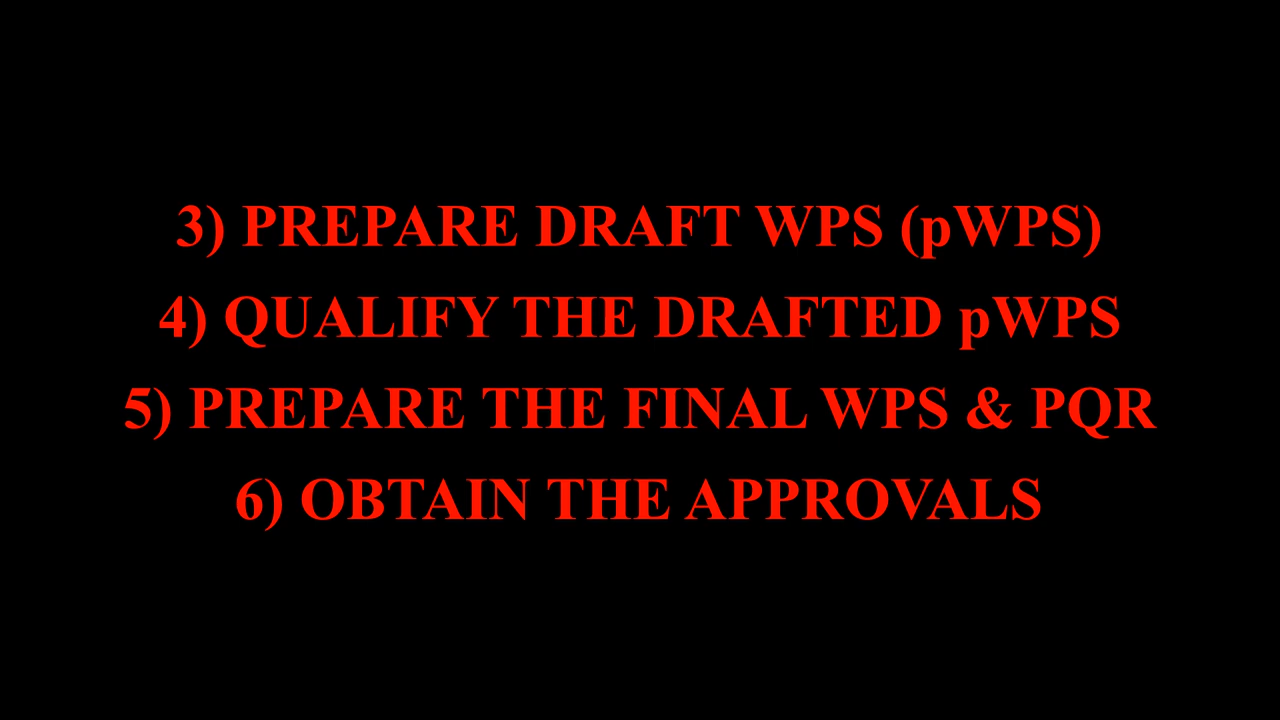 3) PREPARE DRAFT WPS (pWPS)
4) QUALIFY THE DRAFTED pWPS
5) PREPARE THE FINAL WPS & PQR
6) OBTAIN THE APPROVALS